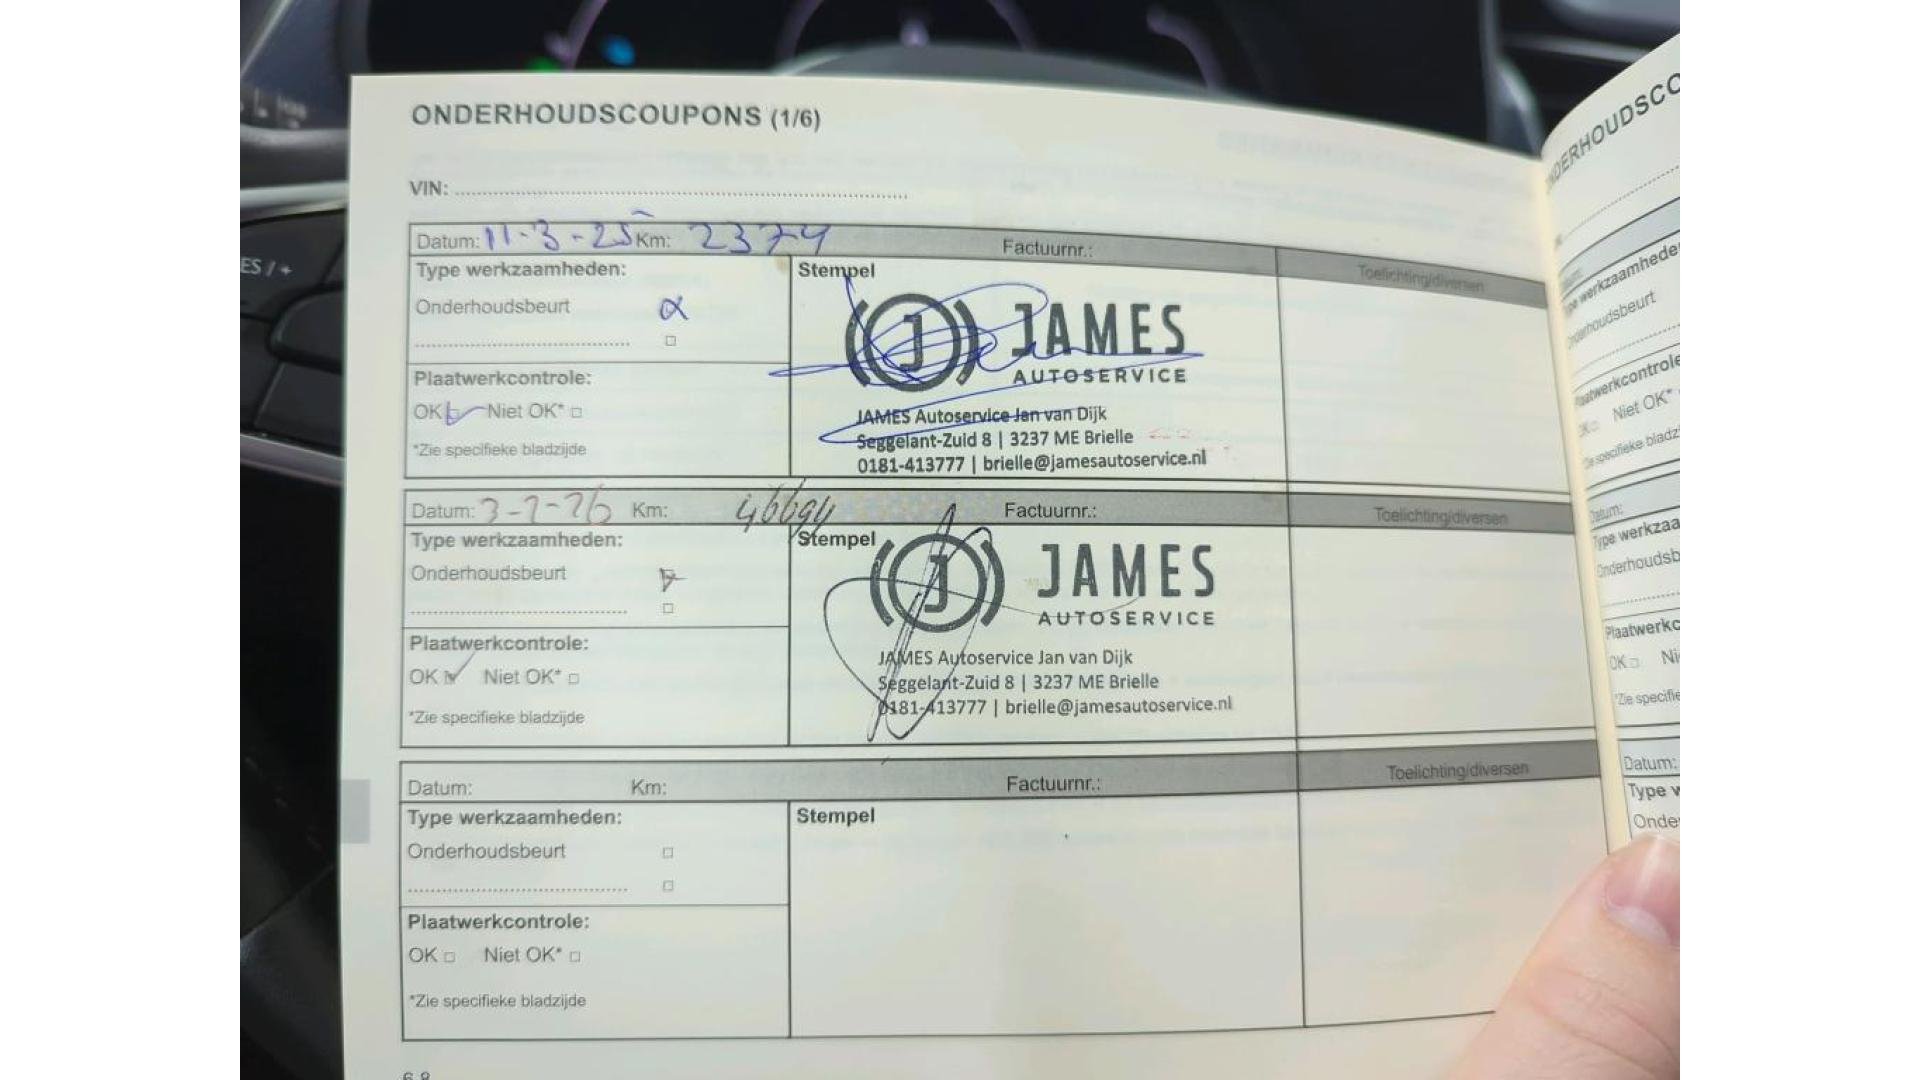 ONDERHOUDSCOUPONS (1/6)
VIN:
Datum: 11-3-25 Km: 2374 Factuurnr.: Toelichting/diversen
Type werkzaamheden:
Onderhoudsbeurt
Plaatwerkcontrole:
OK Niet OK*
*Zie specifieke bladzijde
Stempel
J JAMES
AUTOSERVICE
JAMES Autoservice Jan van Dijk
Seggelant-Zuid 8 | 3237 ME Brielle
0181-413777 | brielle@jamesautoservice.nl
Datum: Km: 46694 Factuurnr.: Toelichting/diversen
Type werkzaamheden:
Onderhoudsbeurt
Plaatwerkcontrole:
OK Niet OK*
*Zie specifieke bladzijde
Stempel
J JAMES
AUTOSERVICE
JAMES Autoservice Jan van Dijk
Seggelant-Zuid 8 | 3237 ME Brielle
0181-413777 | brielle@jamesautoservice.nl
Datum: Km: Factuurnr.: Toelichting/diversen
Type werkzaamheden:
Onderhoudsbeurt
Plaatwerkcontrole:
OK Niet OK*
*Zie specifieke bladzijde
Stempel